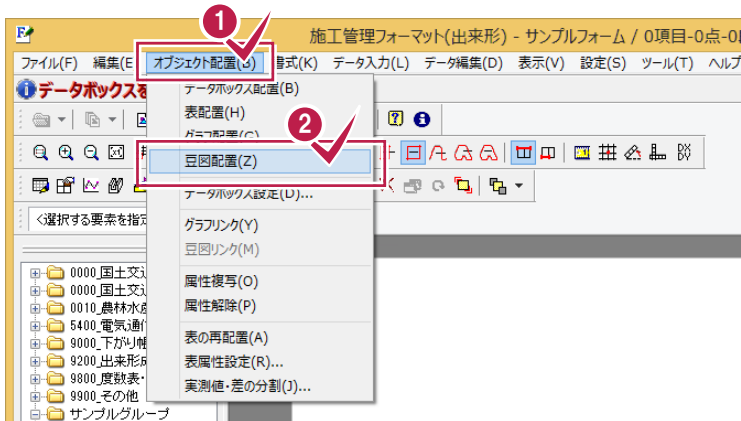 1
施工管理フォーマット(出来形) - サンプルフォーム / 0項目-0点-0
ファイル(F) 編集(E オブジェクト配置(B) 書式(K) データ入力(L) データ編集(D) 表示(V) 設定(S) ツール(T) ヘルプ
データボックスを
データボックス配置(B)
表配置(H)
2
グラフ配置(G)
豆図配置(Z)
データボックス設定(D)...
<選択する要素を指定
グラフリンク(Y)
豆図リンク(M)
属性複写(O)
属性解除(P)
表の再配置(A)
表属性設定(R)...
実測値・差の分割(J)...
0000_国土交
0000_国土交
0010_農林水産
5400_電気通信
9000_下がり幅
9200_出来形成
9800_度数表・
9900_その他
サンプルグループ